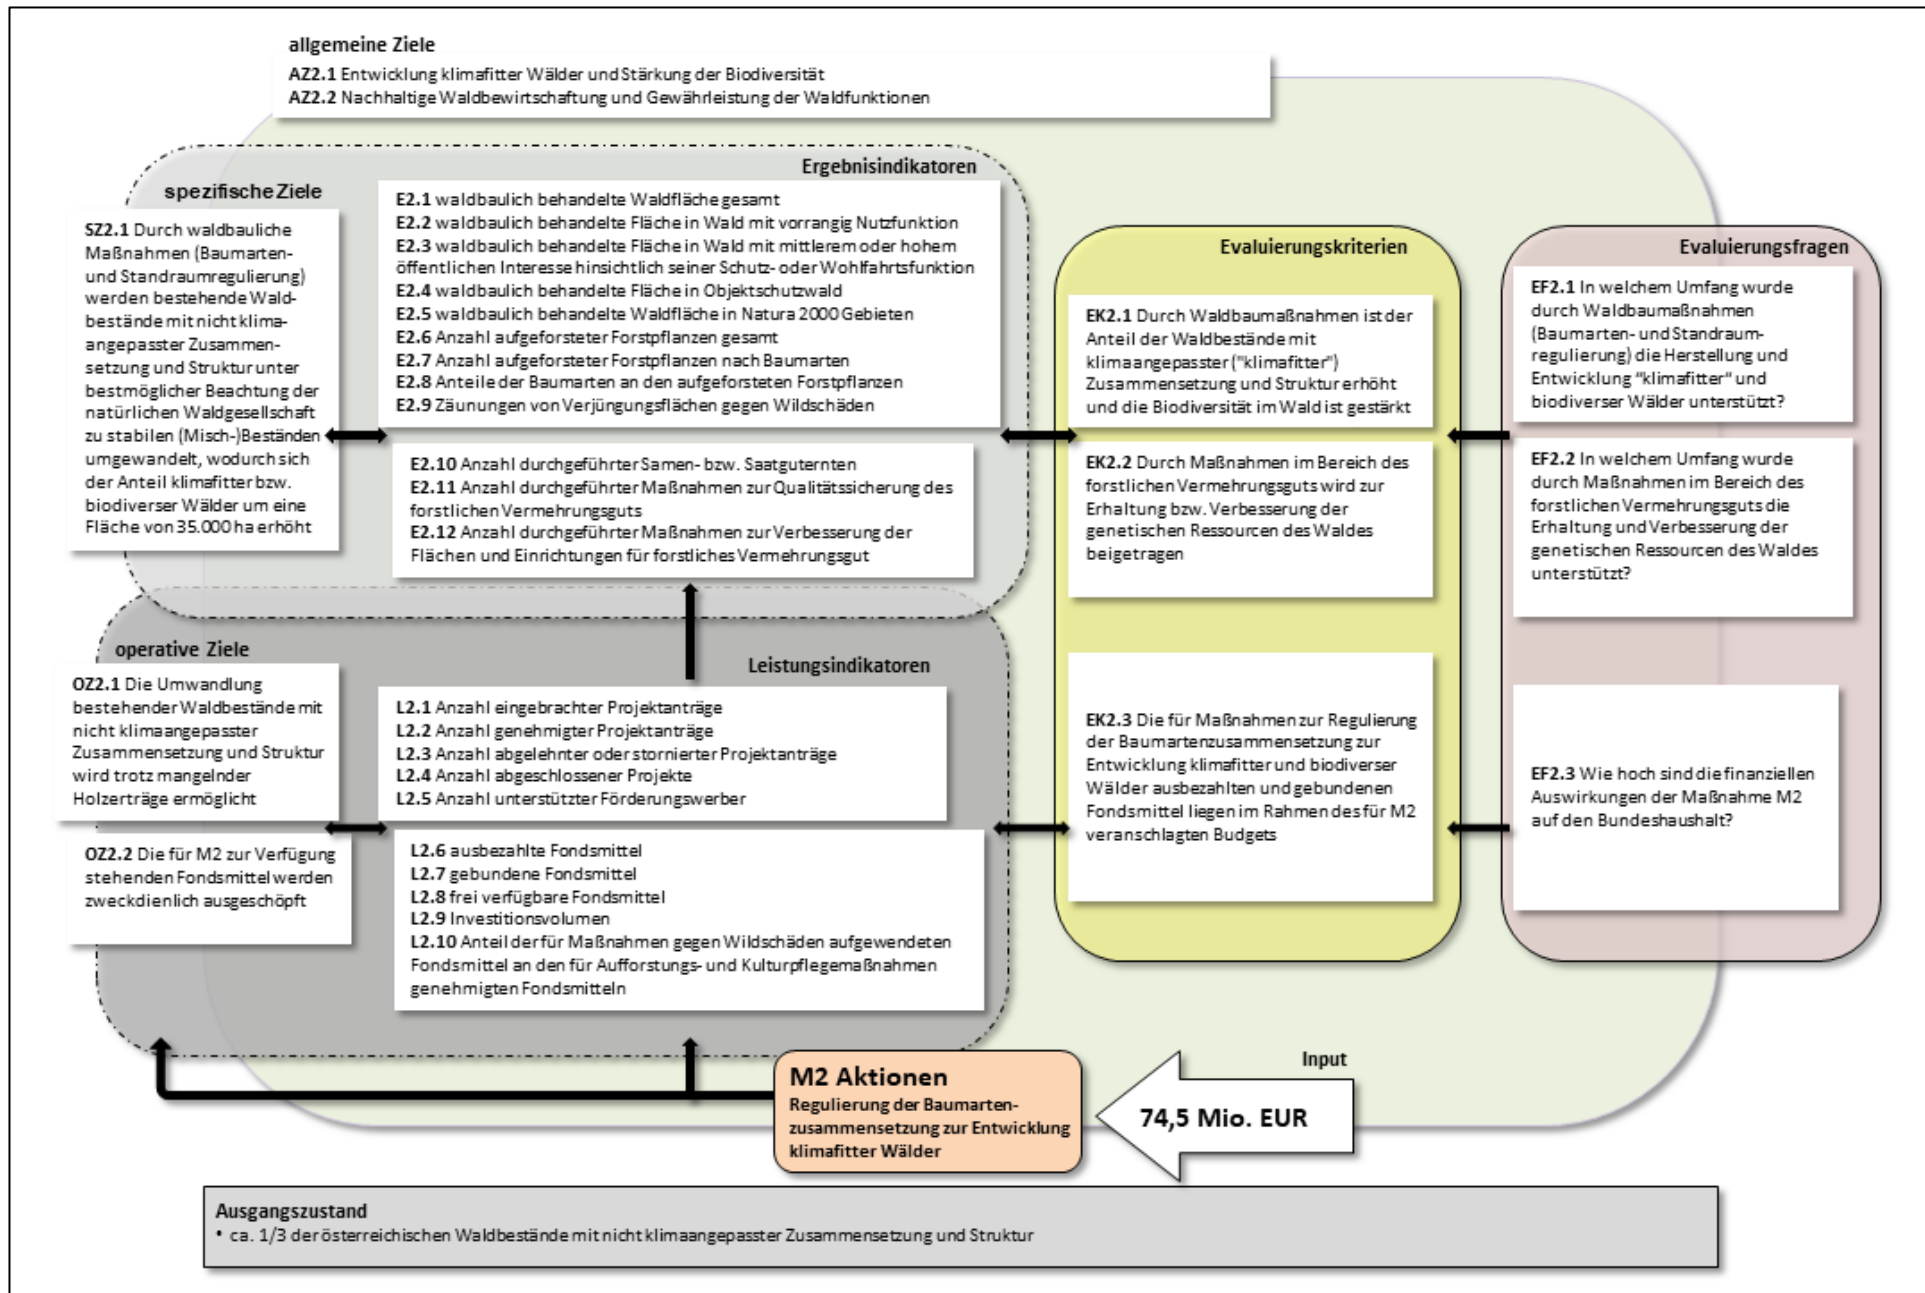 allgemeine Ziele
AZ2.1 Entwicklung klimafitter Wälder und Stärkung der Biodiversität
AZ2.2 Nachhaltige Waldbewirtschaftung und Gewährleistung der Waldfunktionen
spezifische Ziele
SZ2.1 Durch waldbauliche
Maßnahmen (Baumarten-
und Standraumregulierung)
werden bestehende Wald-
bestände mit nicht klima-
angepasster Zusammen-
setzung und Struktur unter
bestmöglicher Beachtung der
natürlichen Waldgesellschaft
zu stabilen (Misch-)Beständen
umgewandelt, wodurch sich
der Anteil klimafitter bzw.
biodiverser Wälder um eine
Fläche von 35.000 ha erhöht
Ergebnisindikatoren
E2.1 waldbaulich behandelte Waldfläche gesamt
E2.2 waldbaulich behandelte Fläche in Wald mit vorrangig Nutzfunktion
E2.3 waldbaulich behandelte Fläche in Wald mit mittlerem oder hohem
öffentlichen Interesse hinsichtlich seiner Schutz- oder Wohlfahrtsfunktion
E2.4 waldbaulich behandelte Fläche in Objektschutzwald
E2.5 waldbaulich behandelte Waldfläche in Natura 2000 Gebieten
E2.6 Anzahl aufgeforsteter Forstpflanzen gesamt
E2.7 Anzahl aufgeforsteter Forstpflanzen nach Baumarten
E2.8 Anteile der Baumarten an den aufgeforsteten Forstpflanzen
E2.9 Zäunungen von Verjüngungsflächen gegen Wildschäden
E2.10 Anzahl durchgeführter Samen- bzw. Saatguternten
E2.11 Anzahl durchgeführter Maßnahmen zur Qualitätssicherung des
forstlichen Vermehrungsguts
E2.12 Anzahl durchgeführter Maßnahmen zur Verbesserung der
Flächen und Einrichtungen für forstliches Vermehrungsgut
Evaluierungskriterien
EK2.1 Durch Waldbaumaßnahmen ist der
Anteil der Waldbestände mit
klimaangepasster ("klimafitter")
Zusammensetzung und Struktur erhöht
und die Biodiversität im Wald ist gestärkt
EK2.2 Durch Maßnahmen im Bereich des
forstlichen Vermehrungsguts wird zur
Erhaltung bzw. Verbesserung der
genetischen Ressourcen des Waldes
beigetragen
EK2.3 Die für Maßnahmen zur Regulierung
der Baumartenzusammensetzung zur
Entwicklung klimafitter und biodiverser
Wälder ausbezahlten und gebundenen
Fondsmittel liegen im Rahmen des für M2
veranschlagten Budgets
Evaluierungsfragen
EF2.1 In welchem Umfang wurde
durch Waldbaumaßnahmen
(Baumarten- und Standraum-
regulierung) die Herstellung und
Entwicklung "klimafitter" und
biodiverser Wälder unterstützt?
EF2.2 In welchem Umfang wurde
durch Maßnahmen im Bereich des
forstlichen Vermehrungsguts die
Erhaltung und Verbesserung der
genetischen Ressourcen des Waldes
unterstützt?
EF2.3 Wie hoch sind die finanziellen
Auswirkungen der Maßnahme M2
auf den Bundeshaushalt?
operative Ziele
OZ2.1 Die Umwandlung
bestehender Waldbestände mit
nicht klimaangepasster
Zusammensetzung und Struktur
wird trotz mangelnder
Holzerträge ermöglicht
OZ2.2 Die für M2 zur Verfügung
stehenden Fondsmittel werden
zweckdienlich ausgeschöpft
Leistungsindikatoren
L2.1 Anzahl eingebrachter Projektanträge
L2.2 Anzahl genehmigter Projektanträge
L2.3 Anzahl abgelehnter oder stornierter Projektanträge
L2.4 Anzahl abgeschlossener Projekte
L2.5 Anzahl unterstützter Förderungswerber
L2.6 ausbezahlte Fondsmittel
L2.7 gebundene Fondsmittel
L2.8 frei verfügbare Fondsmittel
L2.9 Investitionsvolumen
L2.10 Anteil der für Maßnahmen gegen Wildschäden aufgewendeten
Fondsmittel an den für Aufforstungs- und Kulturpflegemaßnahmen
genehmigten Fondsmitteln
M2 Aktionen
Regulierung der Baumarten-
zusammensetzung zur Entwicklung
klimafitter Wälder
Input
74,5 Mio. EUR
Ausgangszustand
• ca. 1/3 der österreichischen Waldbestände mit nicht klimaangepasster Zusammensetzung und Struktur